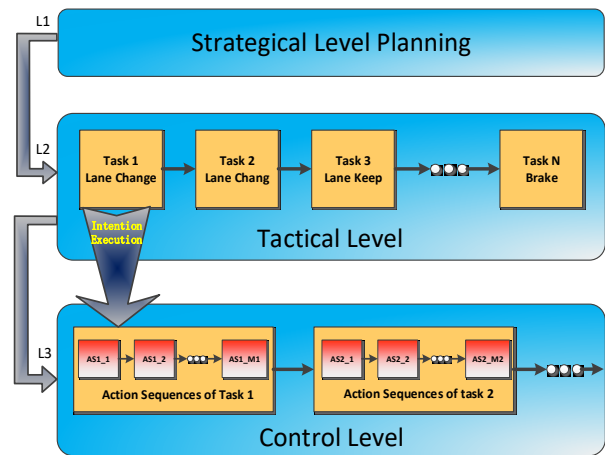 L1
Strategical Level Planning
L2
Task 1
Lane Change
Task 2
Lane Chang
Task 3
Lane Keep
Task N
Brake
Intention
Execution
Tactical Level
L3
AS1_1
AS1_2
AS1_M1
Action Sequences of Task 1
AS2_1
AS2_2
AS2_M2
Action Sequences of task 2
Control Level